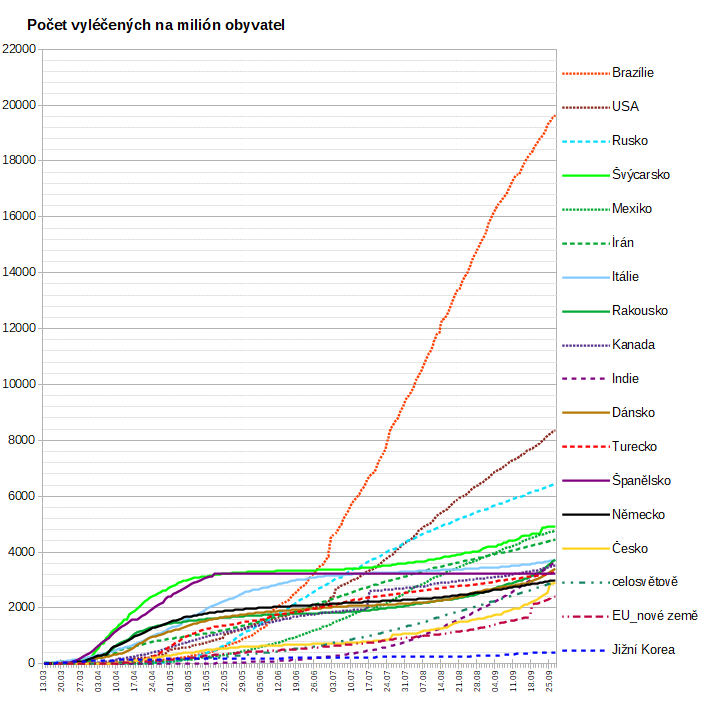 Počet vyléčených na milión obyvatel
22000
20000
18000
16000
14000
12000
10000
8000
6000
4000
2000
0
13.03
20.03
27.03
03.04
10.04
17.04
24.04
01.05
08.05
15.05
22.05
29.05
05.06
12.06
19.06
26.06
03.07
10.07
17.07
24.07
31.07
07.08
14.08
21.08
28.08
04.09
11.09
18.09
25.09
Brazílie
USA
Rusko
Švýcarsko
Mexiko
Írán
Itálie
Rakousko
Kanada
Indie
Dánsko
Turecko
Španělsko
Německo
Česko
celosvětově
EU_nové země
Jižní Korea